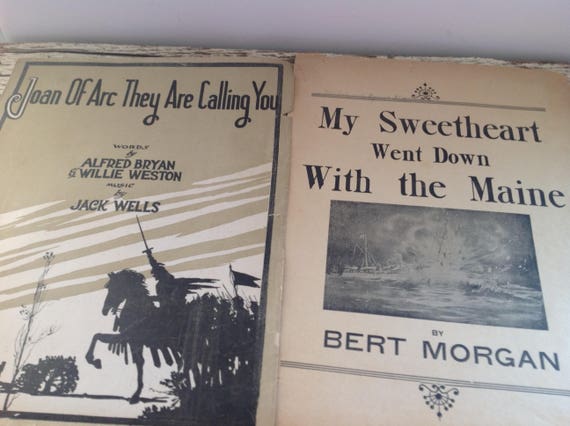 Joan Of Arc They Are Calling You
WORDS
by
ALFRED BRYAN
& WILLIE WESTON
MUSIC
by
JACK WELLS
My Sweetheart
Went Down
With the Maine
BY
BERT MORGAN